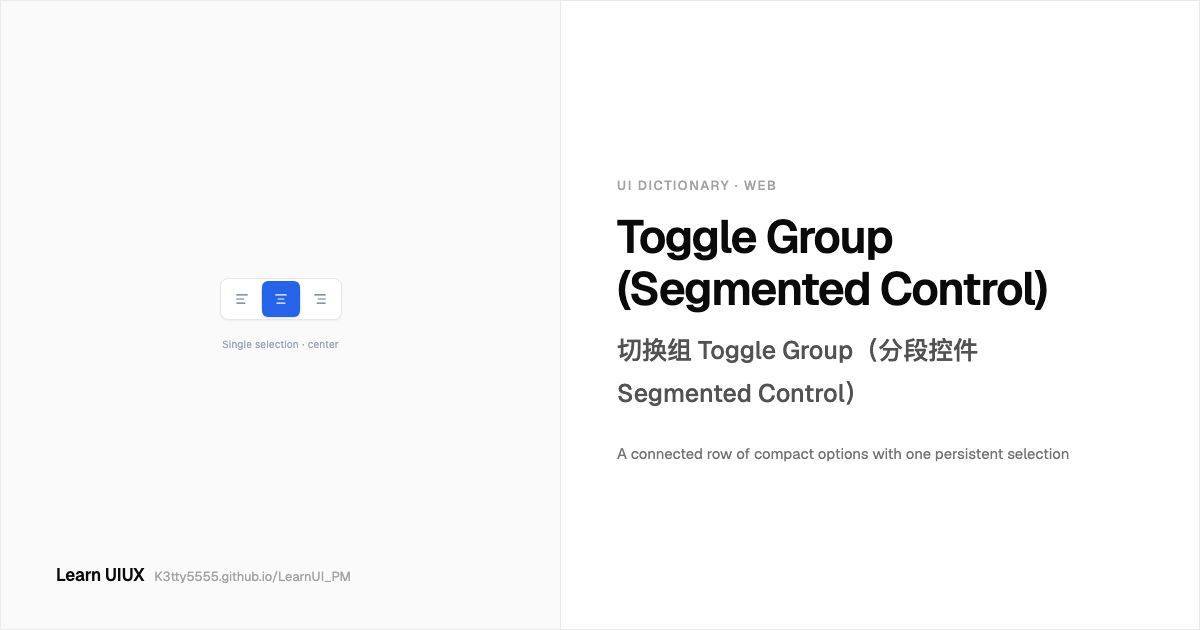 Single selection · center
Learn UIUX K3tty5555.github.io/LearnUI_PM
UI DICTIONARY · WEB
Toggle Group
(Segmented Control)
切换组 Toggle Group（分段控件
Segmented Control）
A connected row of compact options with one persistent selection